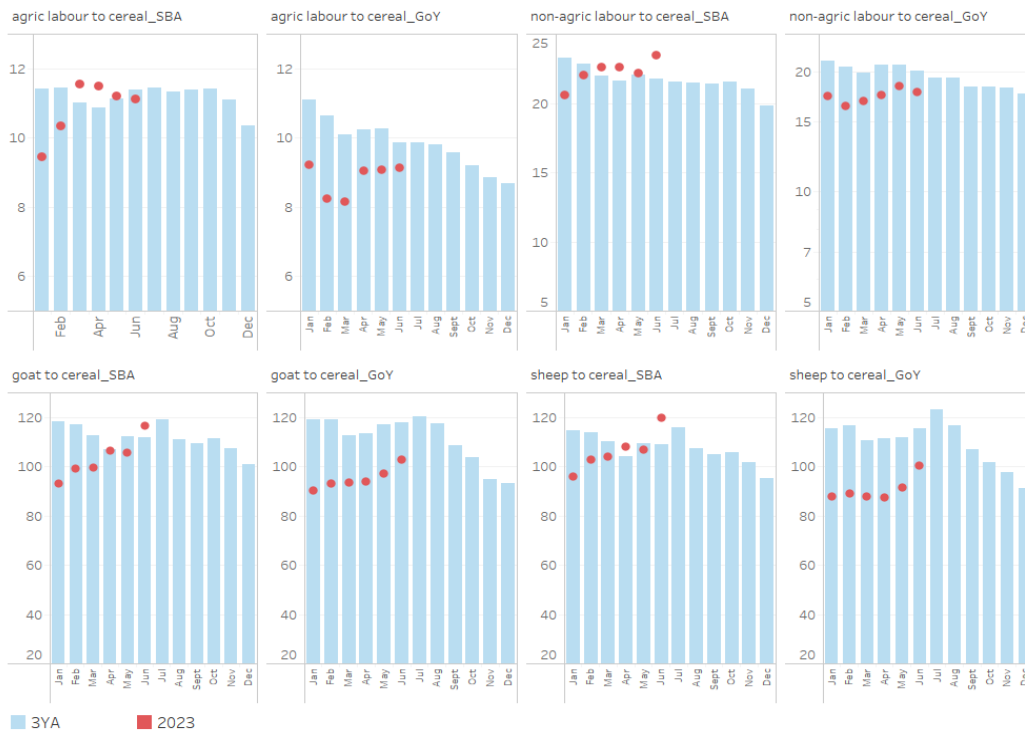 agric labour to cereal_SBA
agric labour to cereal_GoY
non-agric labour to cereal_SBA
non-agric labour to cereal_GoY
12
10
8
6
Feb
Apr
Jun
Aug
Oct
Dec
12
10
8
6
Jan
Feb
Mar
Apr
May
Jun
Jul
Aug
Sept
Oct
Nov
Dec
25
20
15
10
5
Jan
Feb
Mar
Apr
May
Jun
Jul
Aug
Sept
Oct
Nov
Dec
20
15
10
7
5
Jan
Feb
Mar
Apr
May
Jun
Jul
Aug
Sept
Oct
Nov
Dec
goat to cereal_SBA
goat to cereal_GoY
sheep to cereal_SBA
sheep to cereal_GoY
120
100
80
60
40
20
Jan
Feb
Mar
Apr
May
Jun
Jul
Aug
Sept
Oct
Nov
Dec
120
100
80
60
40
20
Jan
Feb
Mar
Apr
May
Jun
Jul
Aug
Sept
Oct
Nov
Dec
120
100
80
60
40
20
Jan
Feb
Mar
Apr
May
Jun
Jul
Aug
Sept
Oct
Nov
Dec
120
100
80
60
40
20
Jan
Feb
Mar
Apr
May
Jun
Jul
Aug
Sept
Oct
Nov
Dec
3YA
2023